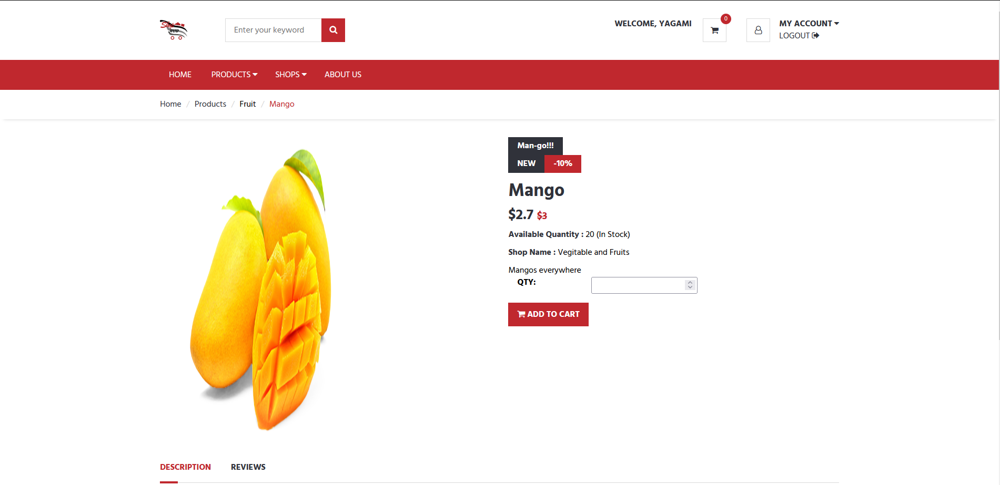 Shop
HUB
Enter your keyword
WELCOME, YAGAMI
0
MY ACCOUNT
LOGOUT
HOME PRODUCTS SHOPS ABOUT US
Home / Products / Fruit / Mango
Man-go!!!
NEW -10%
Mango
$2.7 $3
Available Quantity : 20 (In Stock)
Shop Name : Vegitable and Fruits
Mangos everywhere
QTY:
ADD TO CART
DESCRIPTION REVIEWS